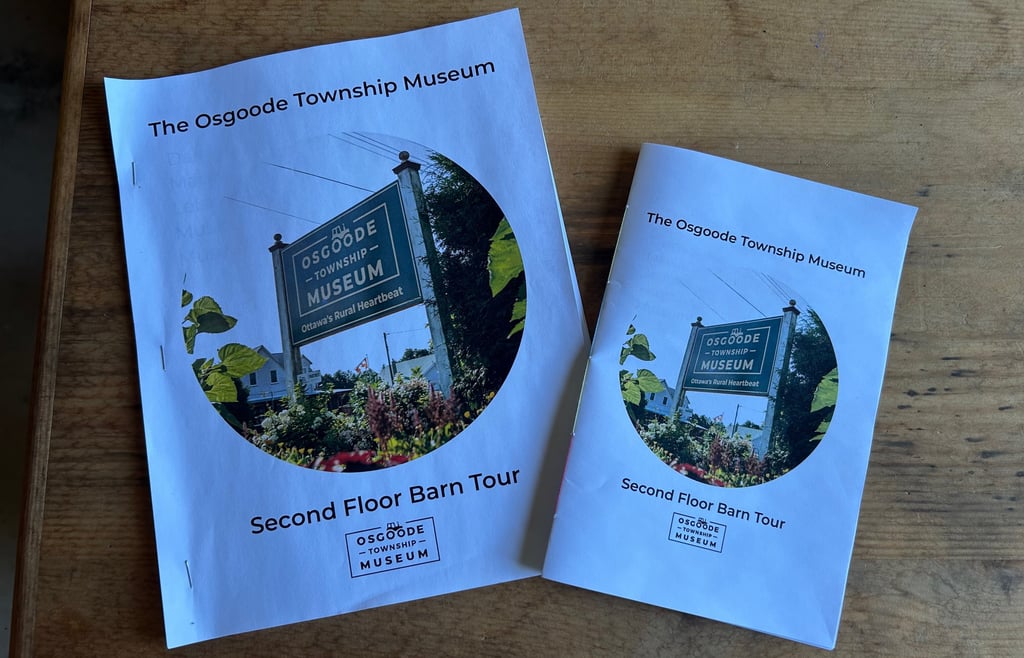 The Osgoode Township Museum
OSGOODE
TOWNSHIP
MUSEUM
Ottawa's Rural Heartbeat
Second Floor Barn Tour
OSGOODE
TOWNSHIP
MUSEUM
The Osgoode Township Museum
OSGOODE
TOWNSHIP
MUSEUM
Ottawa's Rural Heartbeat
Second Floor Barn Tour
OSGOODE
TOWNSHIP
MUSEUM